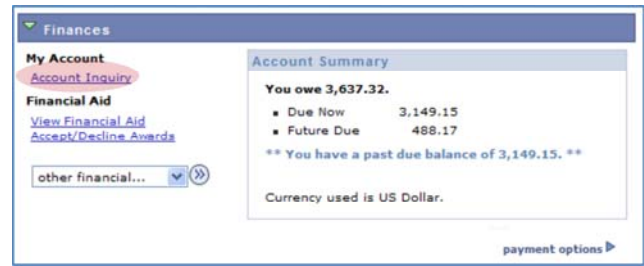 Finances
My Account
Account Inquiry
Financial Aid
View Financial Aid
Accept/Decline Awards
other financial...
Account Summary
You owe 3,637.32.
▪ Due Now 3,149.15
▪ Future Due 488.17
** You have a past due balance of 3,149.15. **
Currency used is US Dollar.
payment options